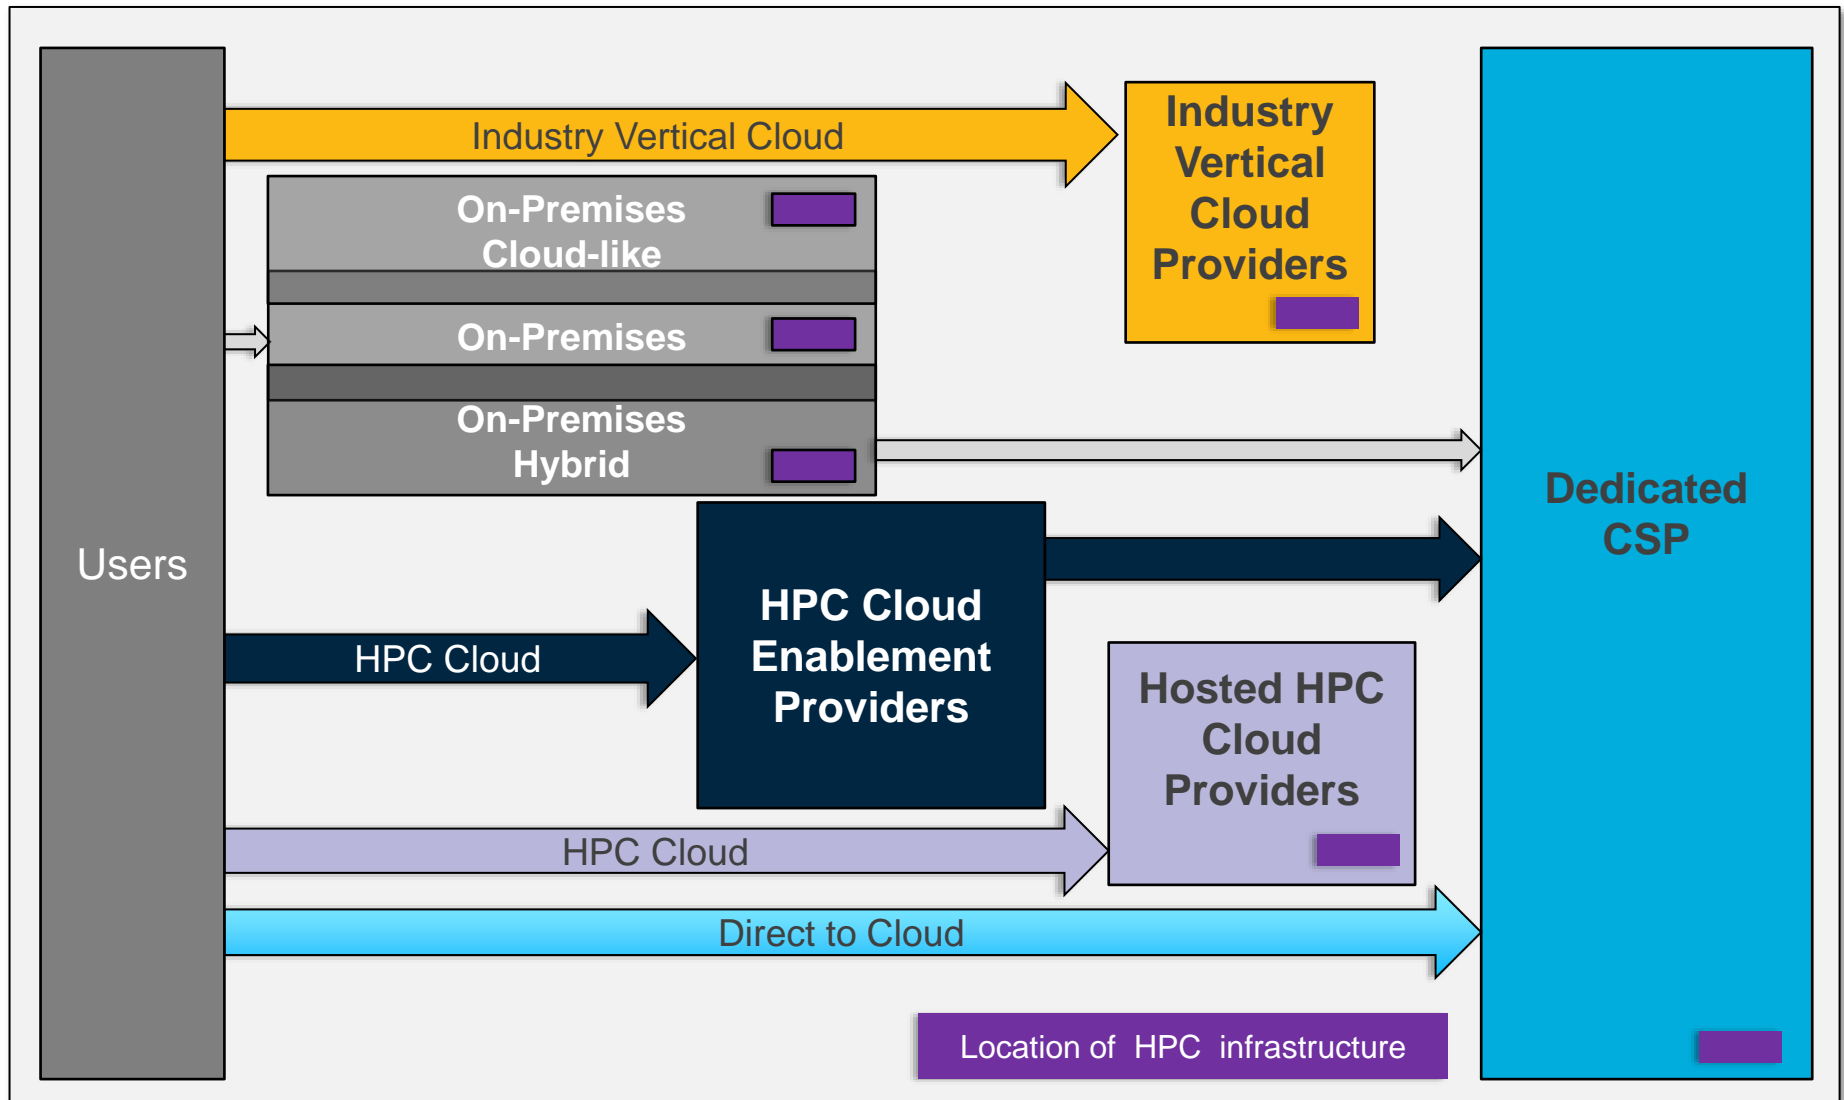 Users
Industry Vertical Cloud
Industry
Vertical
Cloud
Providers
On-Premises
Cloud-like
On-Premises
On-Premises
Hybrid
Dedicated
CSP
HPC Cloud
HPC Cloud
Enablement
Providers
Hosted HPC
Cloud
Providers
HPC Cloud
Direct to Cloud
Location of HPC infrastructure